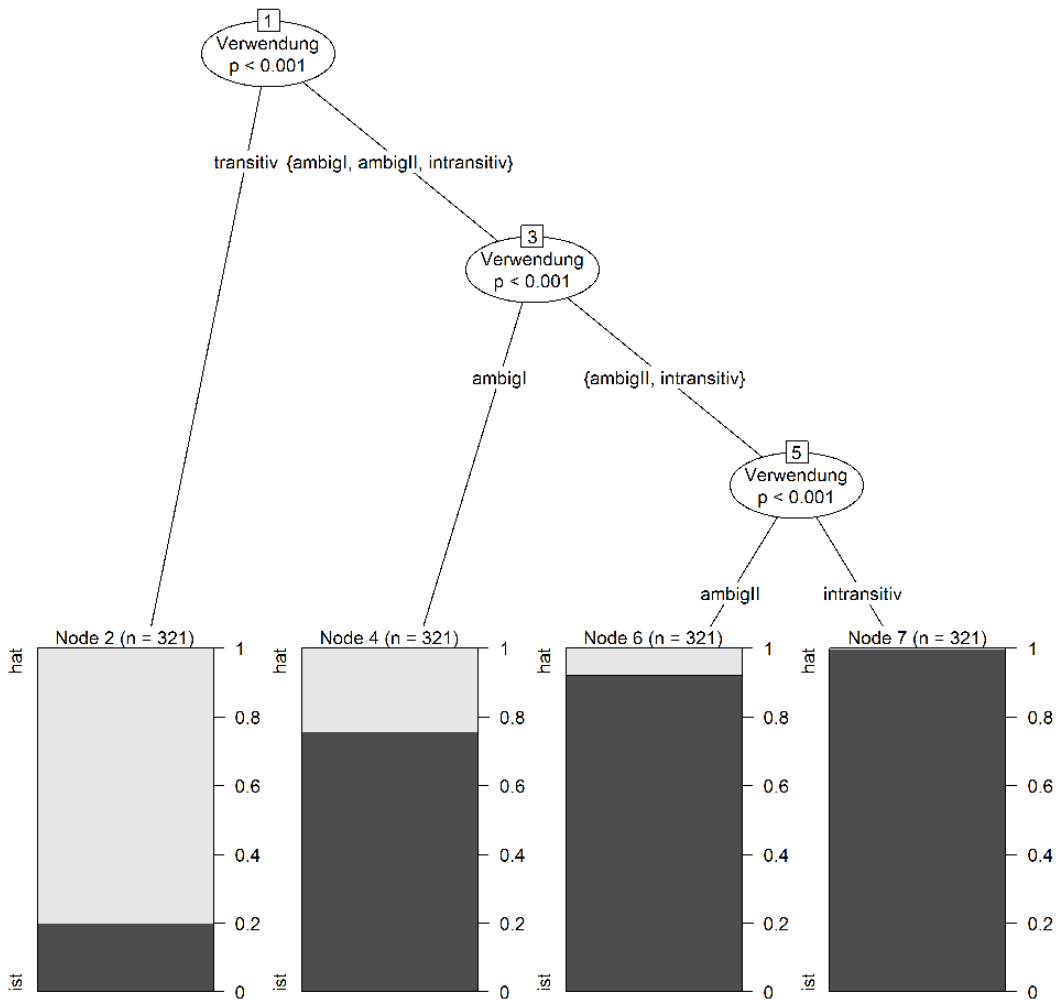 1
Verwendung
p < 0.001
transitiv {ambigI, ambigII, intransitiv}
3
Verwendung
p < 0.001
ambigI
{ambigII, intransitiv}
5
Verwendung
p < 0.001
ambigII
intransitiv
Node 2 (n = 321)
hat
ist
1
0.8
0.6
0.4
0.2
0
Node 4 (n = 321)
hat
ist
1
0.8
0.6
0.4
0.2
0
Node 6 (n = 321)
hat
ist
1
0.8
0.6
0.4
0.2
0
Node 7 (n = 321)
hat
ist
1
0.8
0.6
0.4
0.2
0